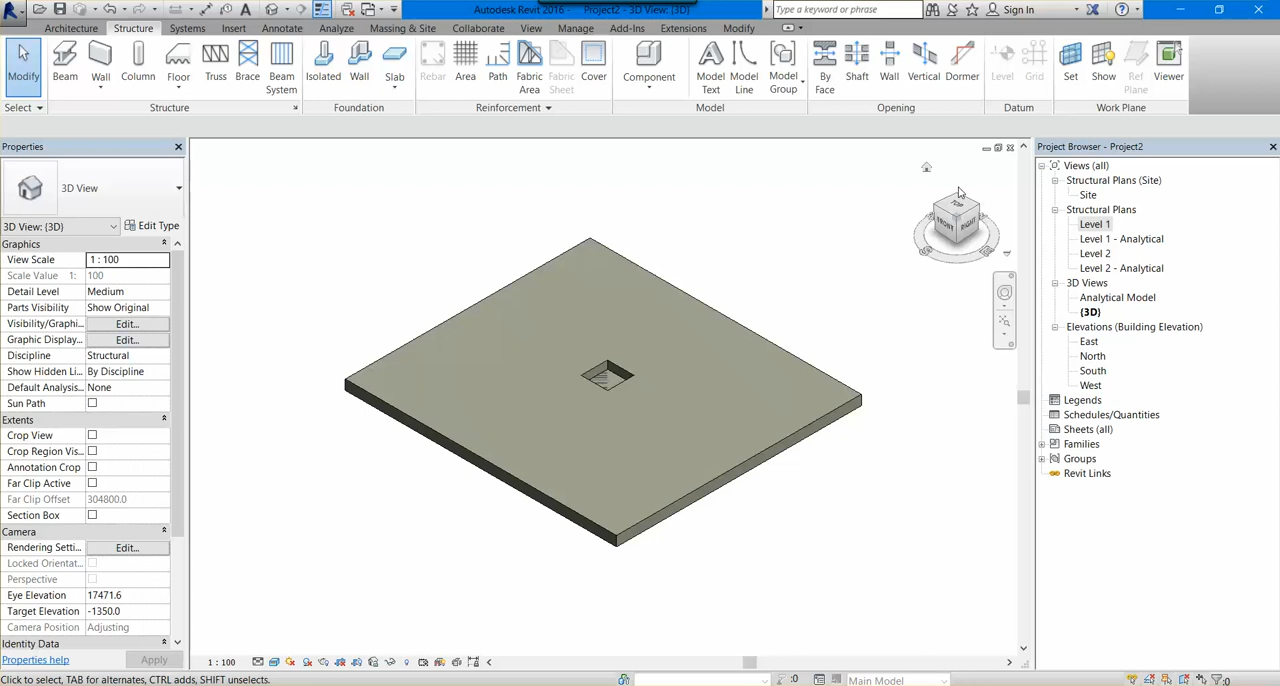 Autodesk Revit 2016 - Project2 - 3D View: {3D}
Type a keyword or phrase
Sign In
Architecture Structure Systems Insert Annotate Analyze Massing & Site Collaborate View Manage Add-Ins Extensions Modify
Modify Beam Wall Column Floor Truss Brace Beam System Isolated Wall Slab Rebar Area Path Fabric Area Fabric Sheet Cover Component Model Text Model Line Model Group By Face Shaft Wall Vertical Dormer Level Grid Set Show Ref Plane Viewer
Select Structure Foundation Reinforcement Model Opening Datum Work Plane
Properties
3D View
3D View: {3D} Edit Type
Graphics
View Scale 1 : 100
Scale Value 1: 100
Detail Level Medium
Parts Visibility Show Original
Visibility/Graphi... Edit...
Graphic Display... Edit...
Discipline Structural
Show Hidden Li... By Discipline
Default Analysis... None
Sun Path
Extents
Crop View
Crop Region Vis...
Annotation Crop
Far Clip Active
Far Clip Offset 304800.0
Section Box
Camera
Rendering Setti... Edit...
Locked Orientat...
Perspective
Eye Elevation 17471.6
Target Elevation -1350.0
Camera Position Adjusting
Identity Data
Properties help Apply
TOP
FRONT RIGHT
Project Browser - Project2
Views (all)
Structural Plans (Site)
Site
Structural Plans
Level 1
Level 1 - Analytical
Level 2
Level 2 - Analytical
3D Views
Analytical Model
{3D}
Elevations (Building Elevation)
East
North
South
West
Legends
Schedules/Quantities
Sheets (all)
Families
Groups
Revit Links
1 : 100
Click to select, TAB for alternates, CTRL adds, SHIFT unselects.
:0
Main Model
:0